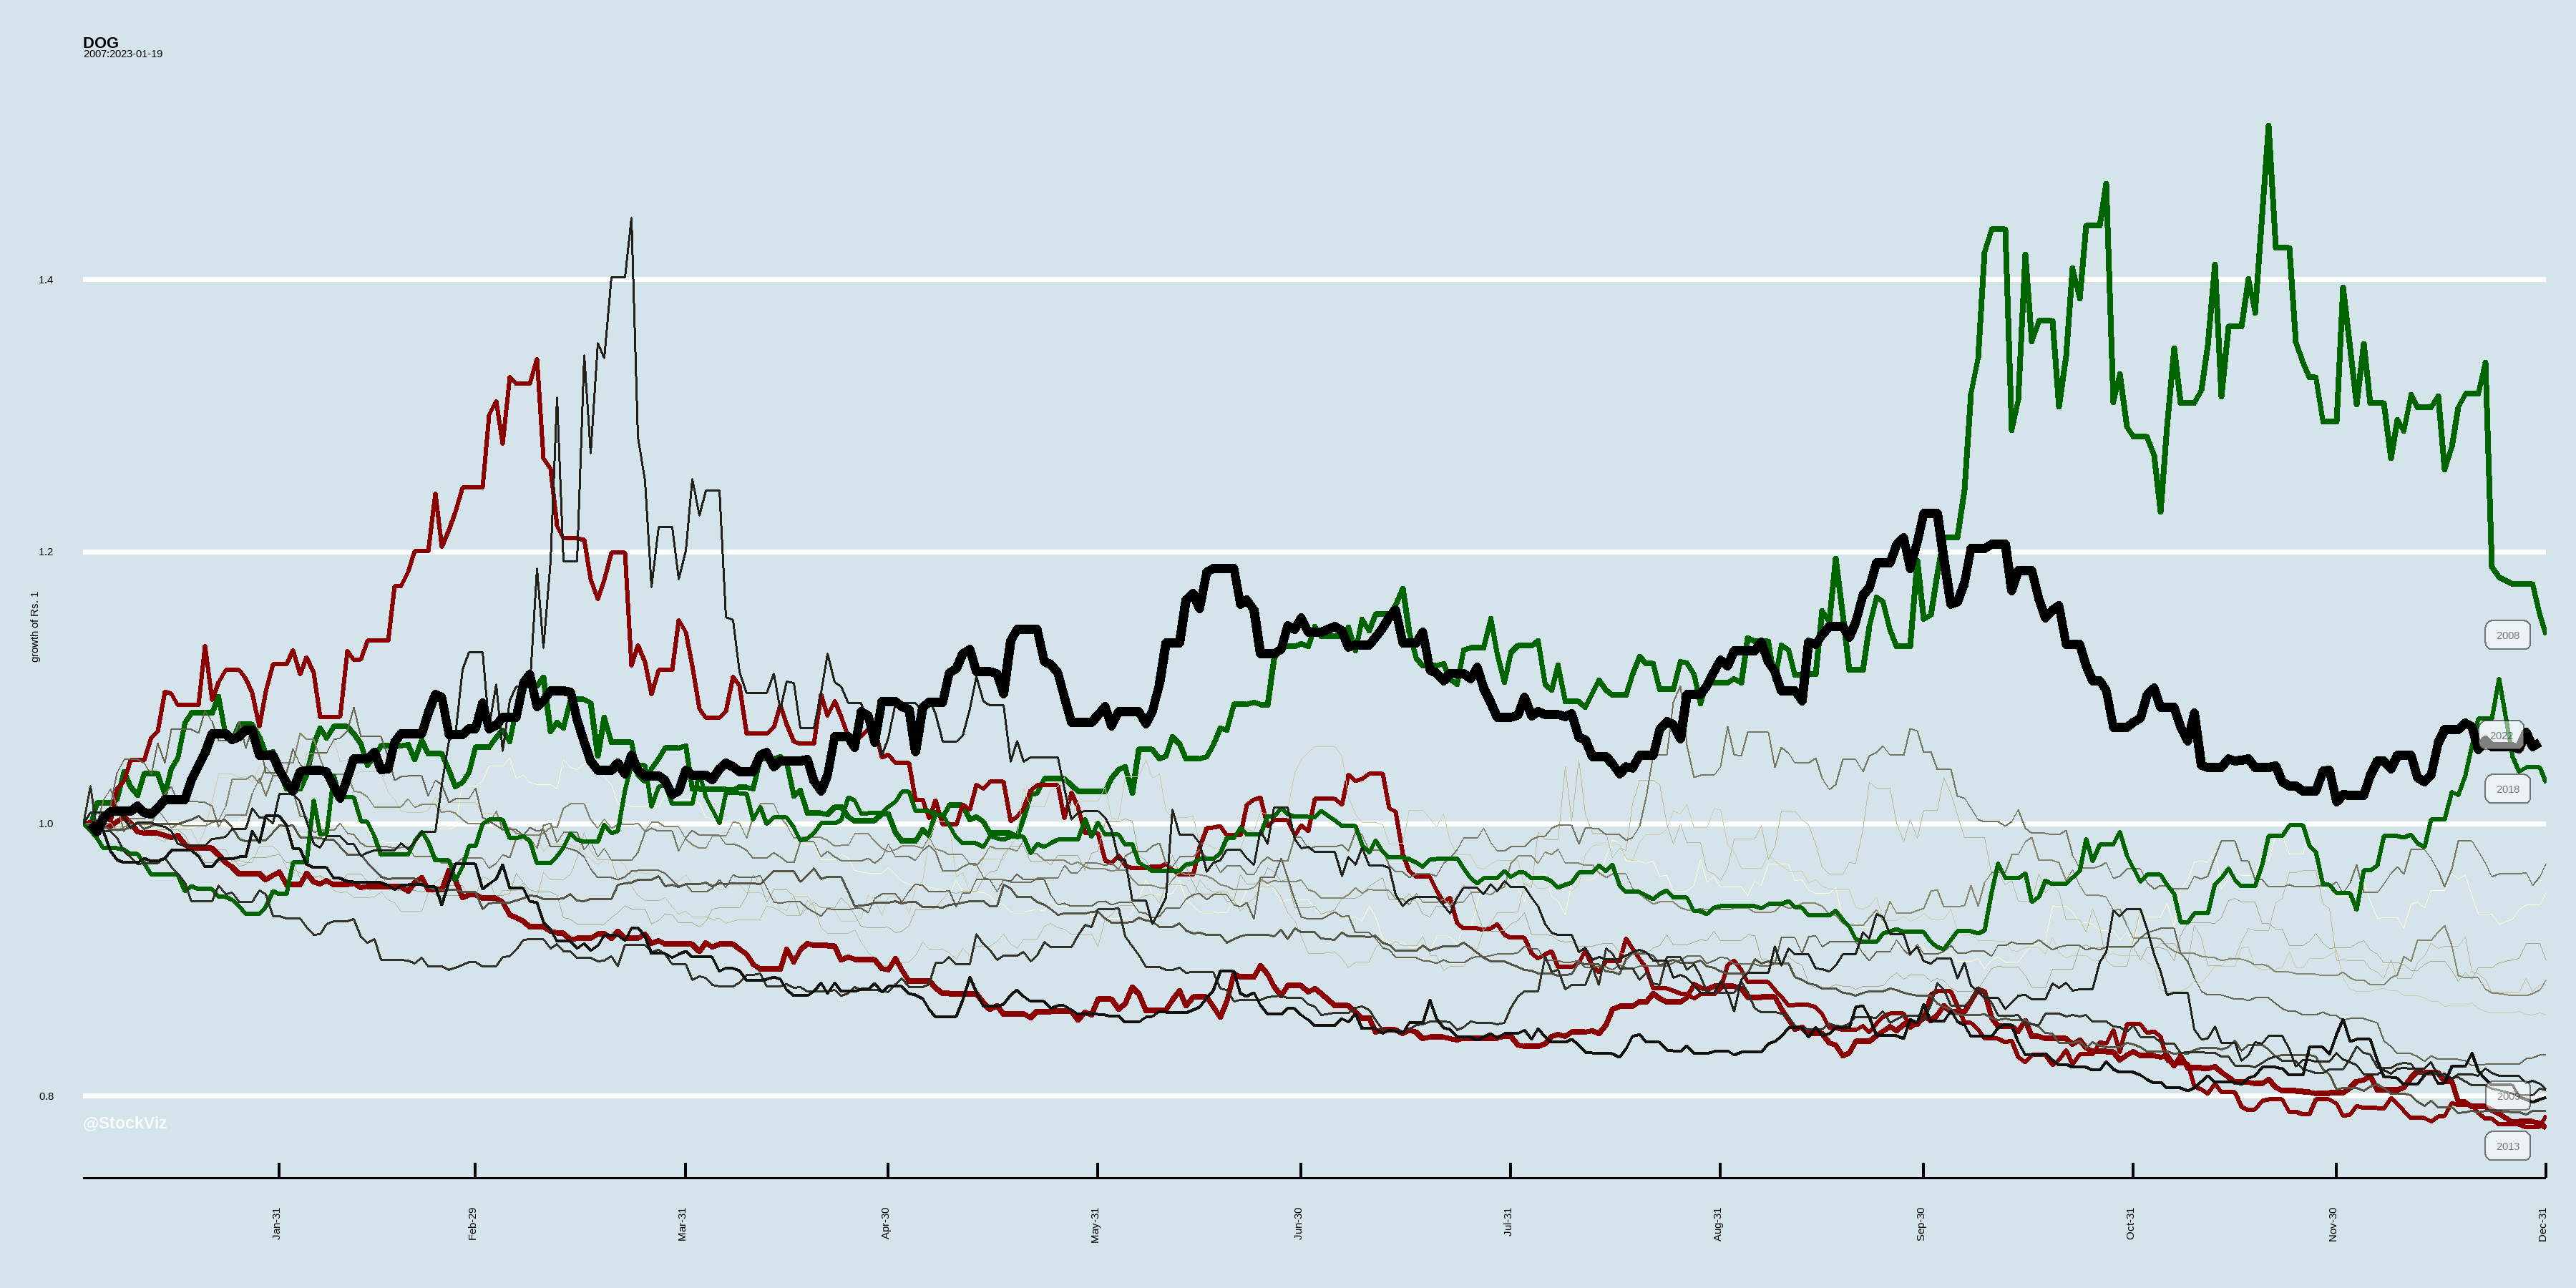 DOG
2007:2023-01-19
1.4
1.2
1.0
0.8
growth of Rs. 1
2008
2022
2018
2009
2013
@StockViz
Jan-31
Feb-29
Mar-31
Apr-30
May-31
Jun-30
Jul-31
Aug-31
Sep-30
Oct-31
Nov-30
Dec-31